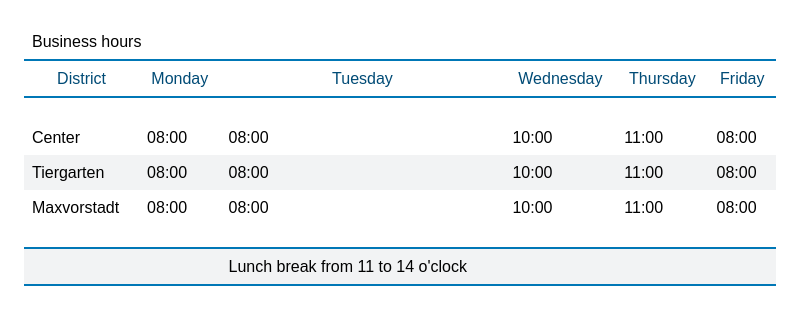 Business hours
District Monday Tuesday Wednesday Thursday Friday
Center 08:00 08:00 10:00 11:00 08:00
Tiergarten 08:00 08:00 10:00 11:00 08:00
Maxvorstadt 08:00 08:00 10:00 11:00 08:00
Lunch break from 11 to 14 o'clock